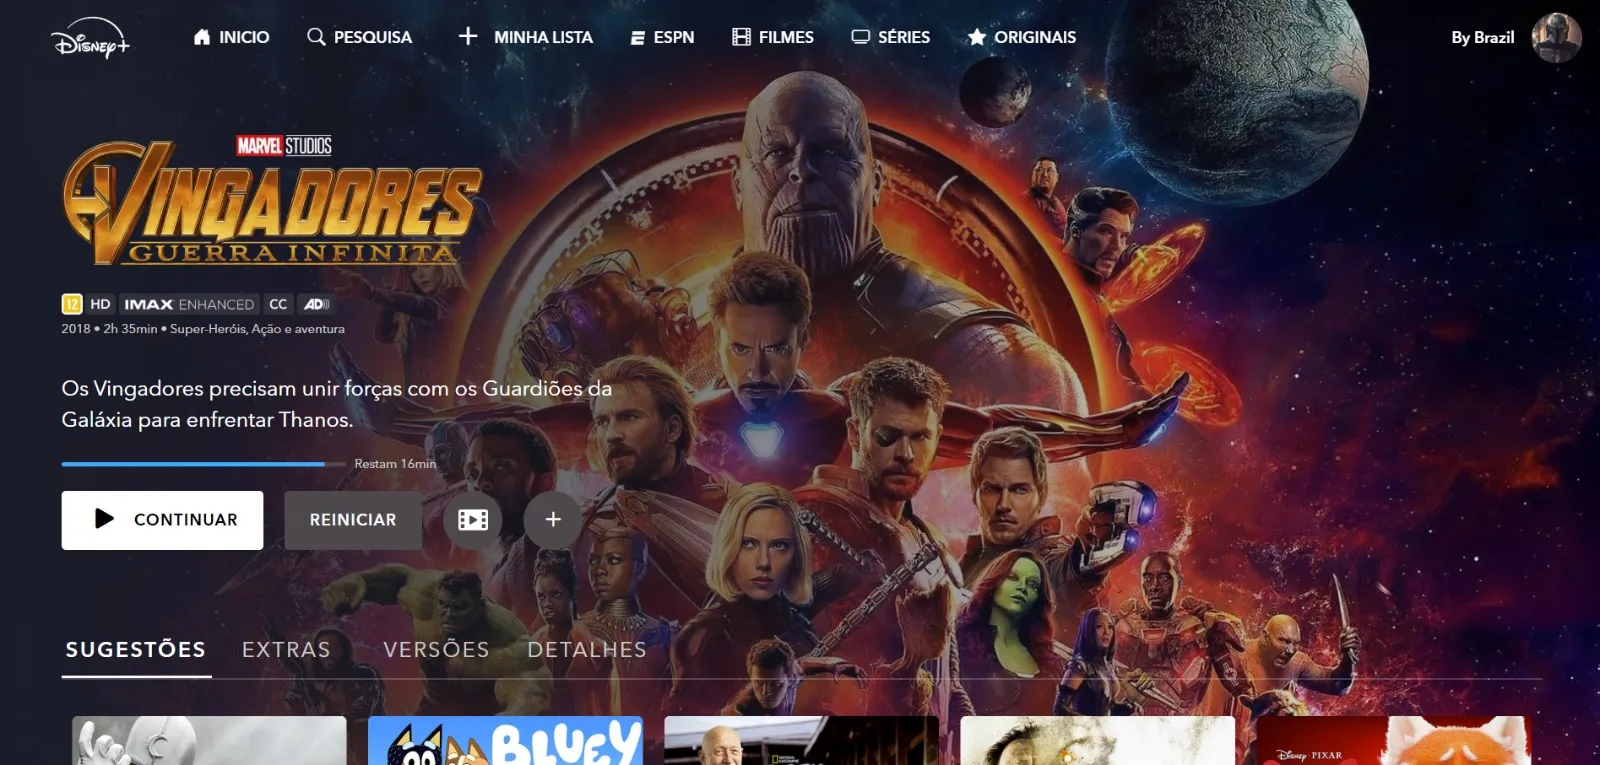 Disney+
INICIO
PESQUISA
MINHA LISTA
ESPN
FILMES
SÉRIES
ORIGINAIS
By Brazil
MARVEL STUDIOS
VINGADORES
GUERRA INFINITA
12 HD IMAX ENHANCED CC AD
2018 • 2h 35min • Super-Heróis, Ação e aventura
Os Vingadores precisam unir forças com os Guardiões da
Galáxia para enfrentar Thanos.
Restam 16min
CONTINUAR
REINICIAR
SUGESTÕES
EXTRAS
VERSÕES
DETALHES
BLUEY
NATIONAL
GEOGRAPHIC
Disney · PIXAR